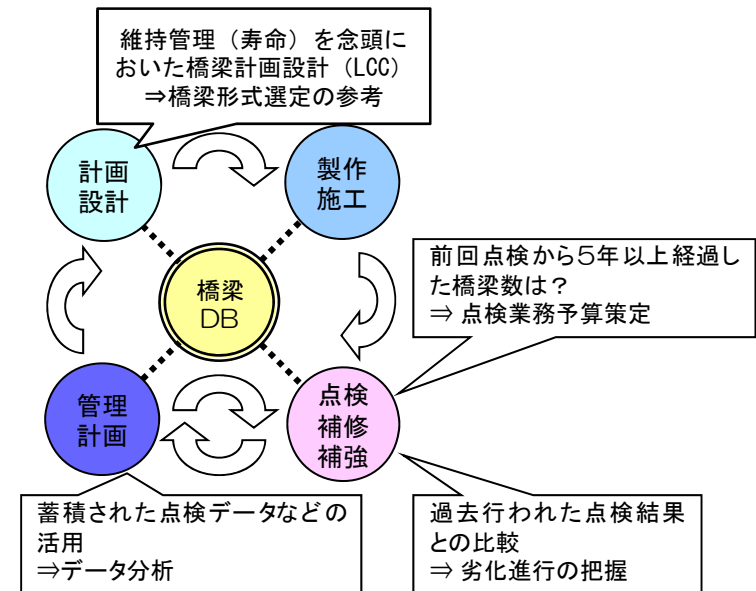 維持管理（寿命）を念頭に
おいた橋梁計画設計（LCC）
⇒橋梁形式選定の参考
計画
設計
製作
施工
橋梁
DB
前回点検から5年以上経過し
た橋梁数は？
⇒ 点検業務予算策定
管理
計画
点検
補修
補強
蓄積された点検データなどの
活用
⇒データ分析
過去行われた点検結果
との比較
⇒ 劣化進行の把握